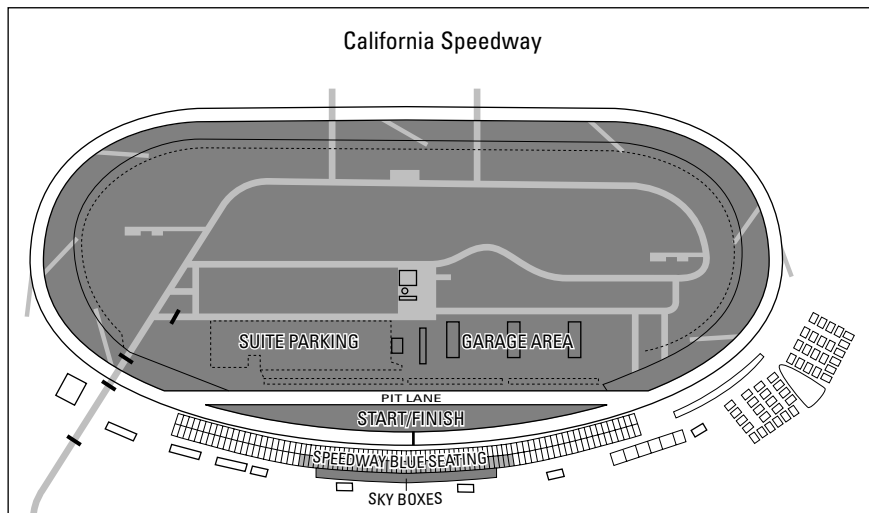 California Speedway
SUITE PARKING
GARAGE AREA
PIT LANE
START/FINISH
SPEEDWAY BLUE SEATING
SKY BOXES